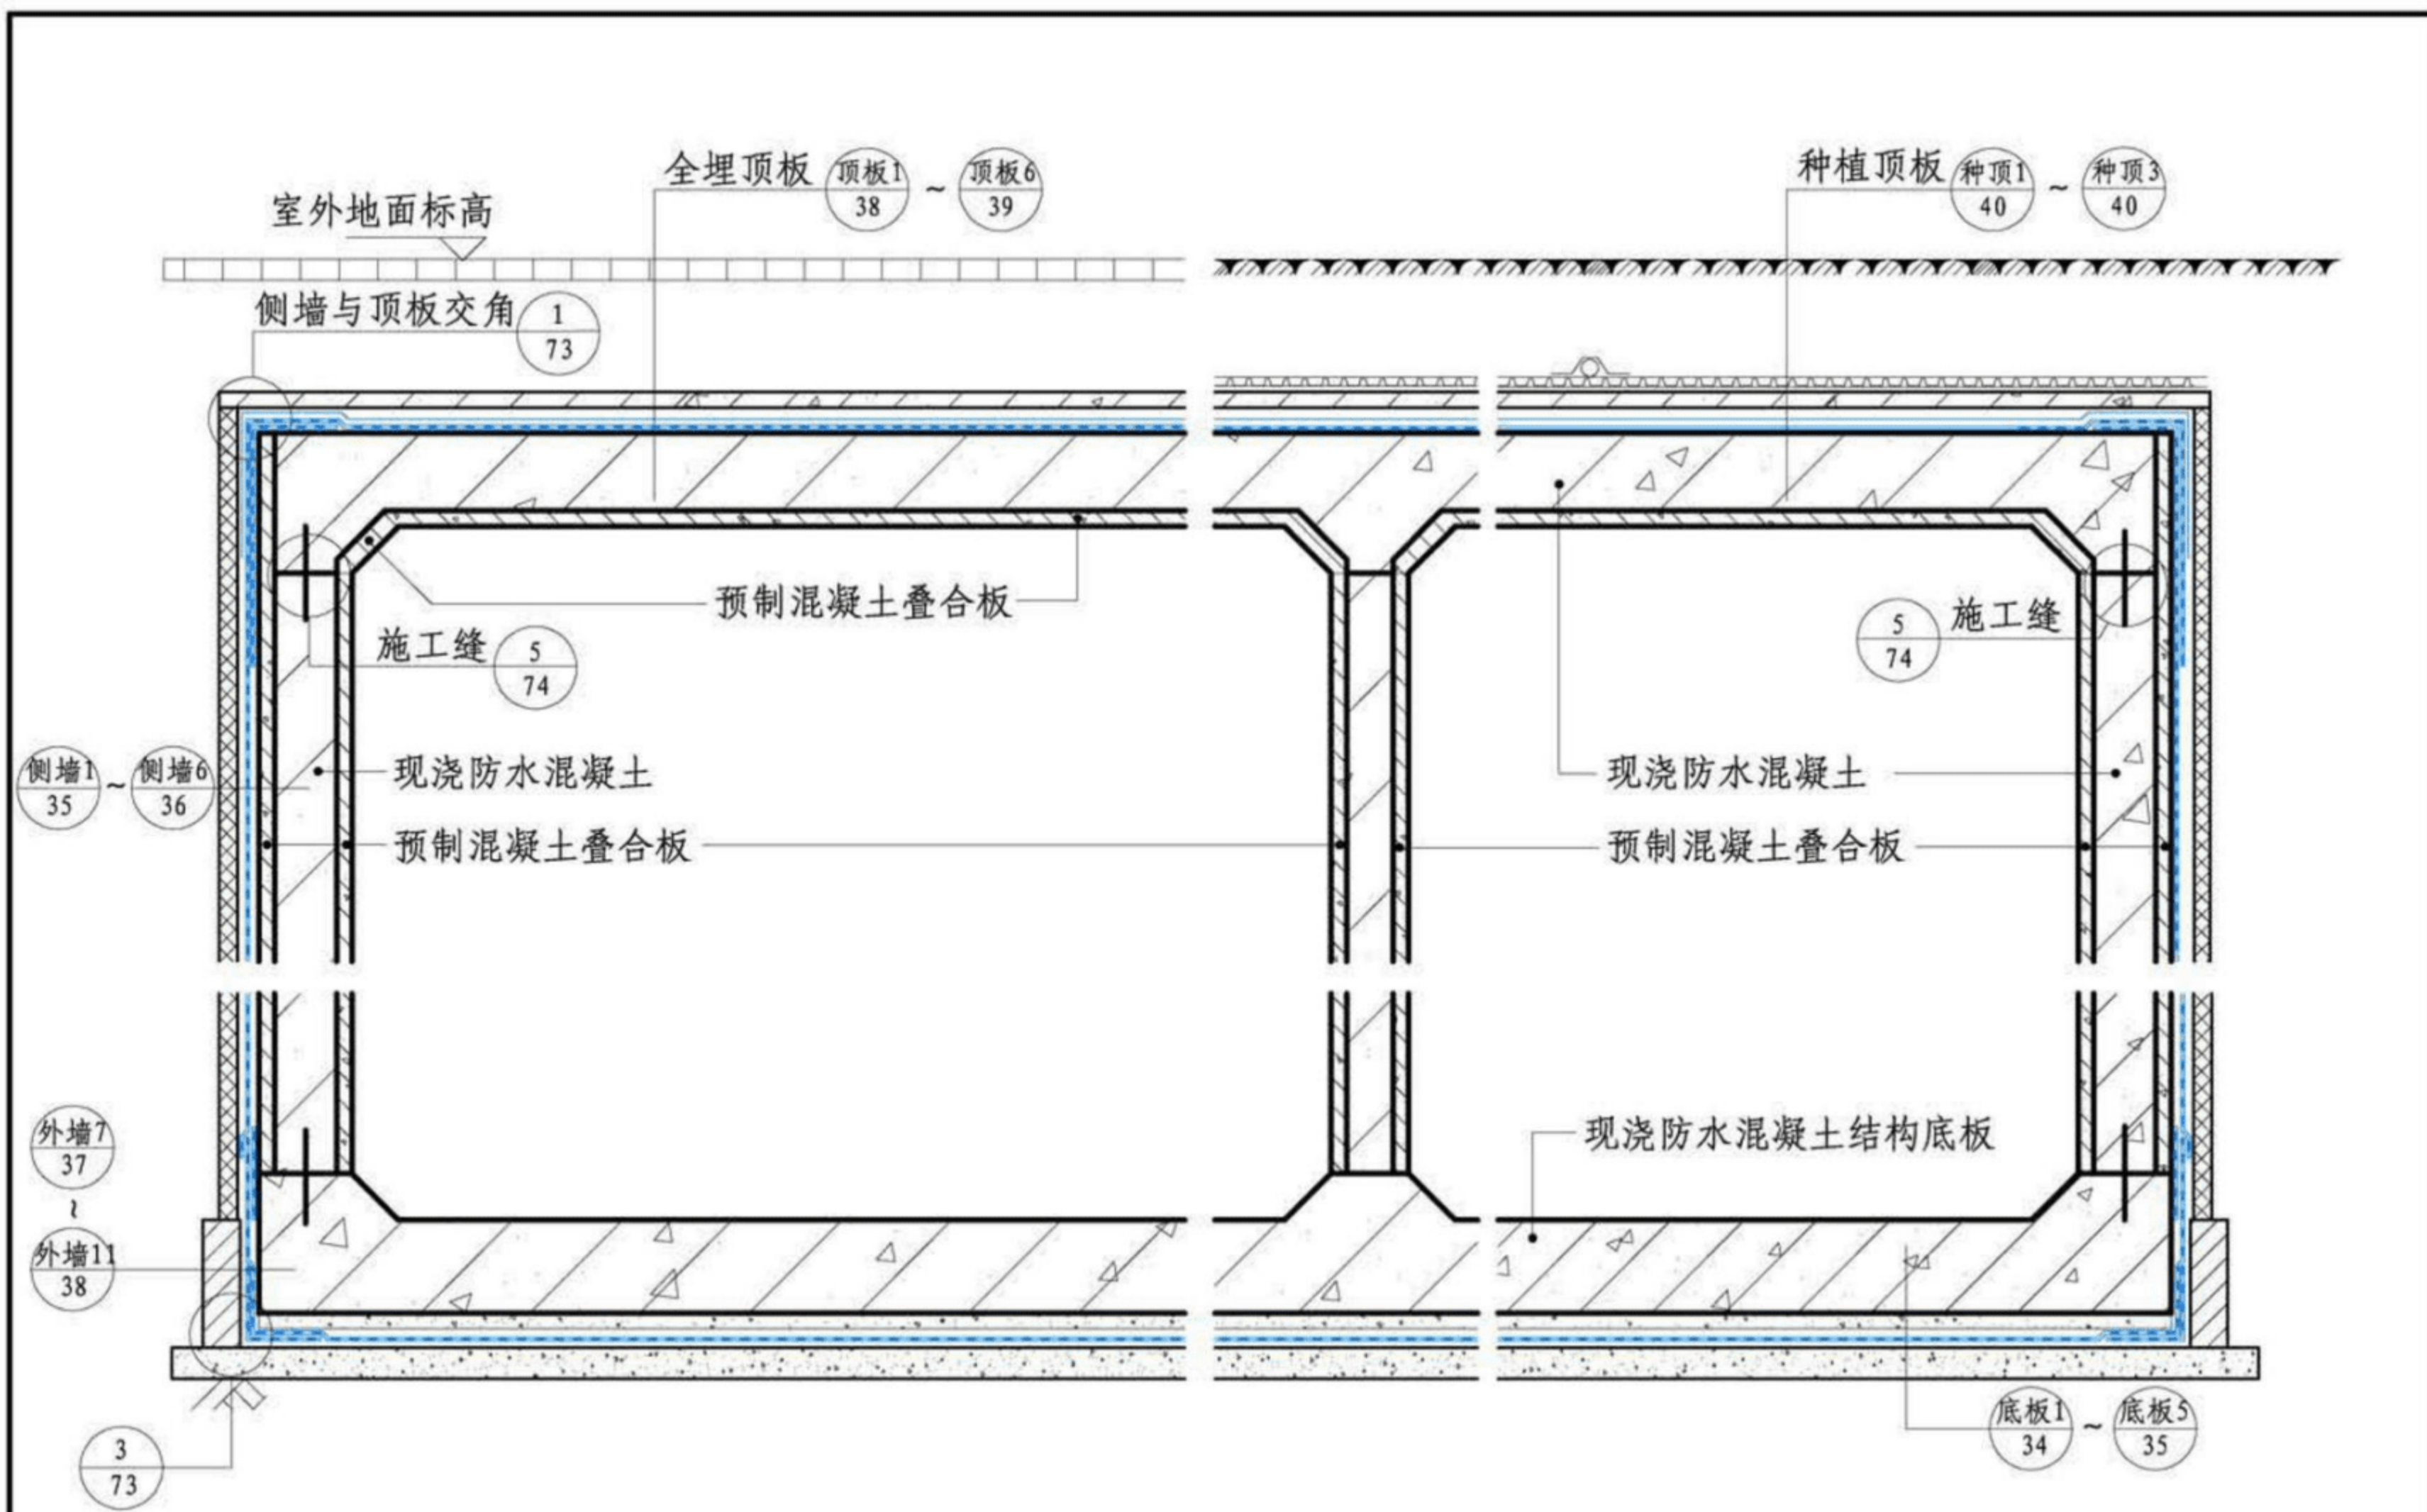 全埋顶板 顶板1 ~ 顶板6
38 39
种植顶板 种顶1 ~ 种顶3
40 40
室外地面标高
侧墙与顶板交角 1
73
预制混凝土叠合板
施工缝 5
74
5 施工缝
74
侧墙1 ~ 侧墙6
35 36
现浇防水混凝土
现浇防水混凝土
预制混凝土叠合板
预制混凝土叠合板
外墙7
37
~
外墙11
38
现浇防水混凝土结构底板
底板1 ~ 底板5
34 35
3
73